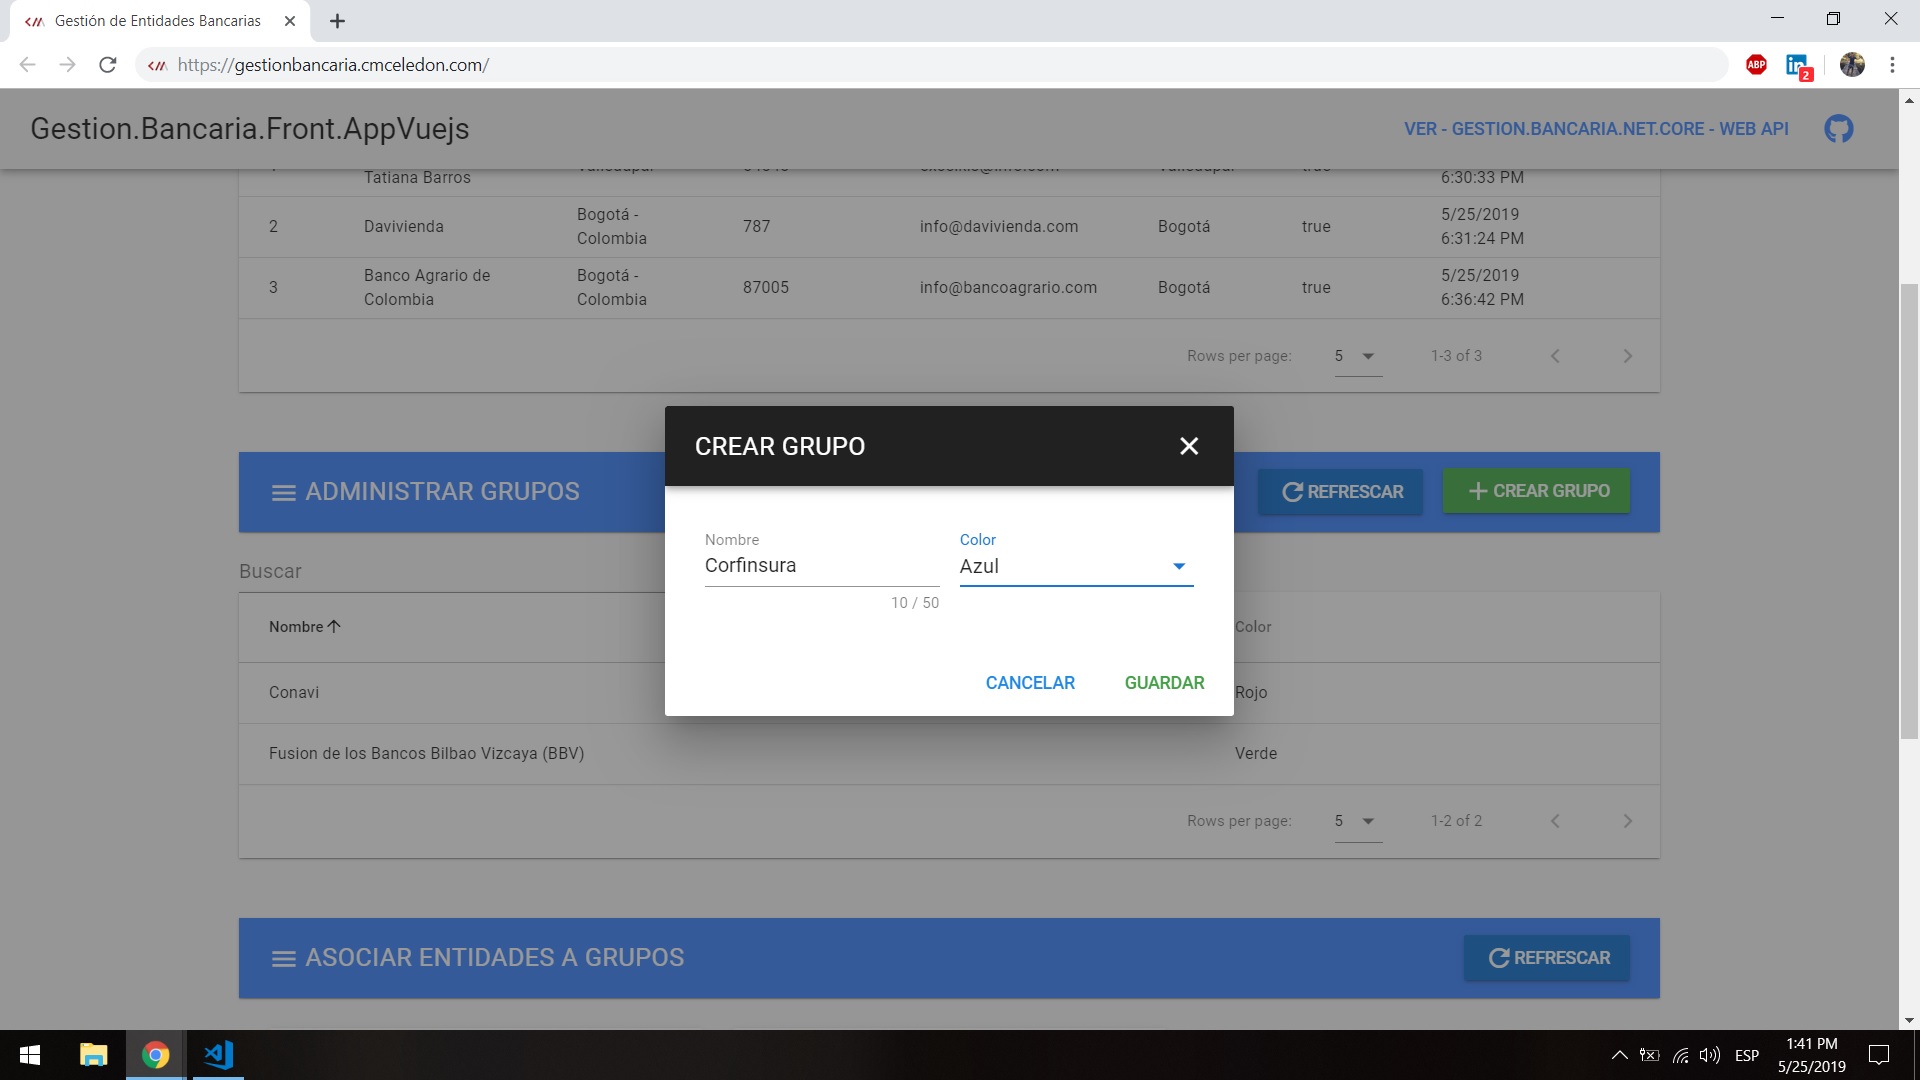 Gestión de Entidades Bancarias
https://gestionbancaria.cmceledon.com/
ABP
2
Gestion.Bancaria.Front.AppVuejs
VER - GESTION.BANCARIA.NET.CORE - WEB API
Tatiana Barros
6:30:33 PM
2
Davivienda
Bogotá -
Colombia
787
info@davivienda.com
Bogotá
true
5/25/2019
6:31:24 PM
3
Banco Agrario de
Colombia
Bogotá -
Colombia
87005
info@bancoagrario.com
Bogotá
true
5/25/2019
6:36:42 PM
Rows per page:
5
1-3 of 3
CREAR GRUPO
ADMINISTRAR GRUPOS
REFRESCAR
CREAR GRUPO
Nombre
Corfinsura
10 / 50
Color
Azul
CANCELAR
GUARDAR
Buscar
Nombre
Color
Conavi
Rojo
Fusion de los Bancos Bilbao Vizcaya (BBV)
Verde
Rows per page:
5
1-2 of 2
ASOCIAR ENTIDADES A GRUPOS
REFRESCAR
ESP
1:41 PM
5/25/2019